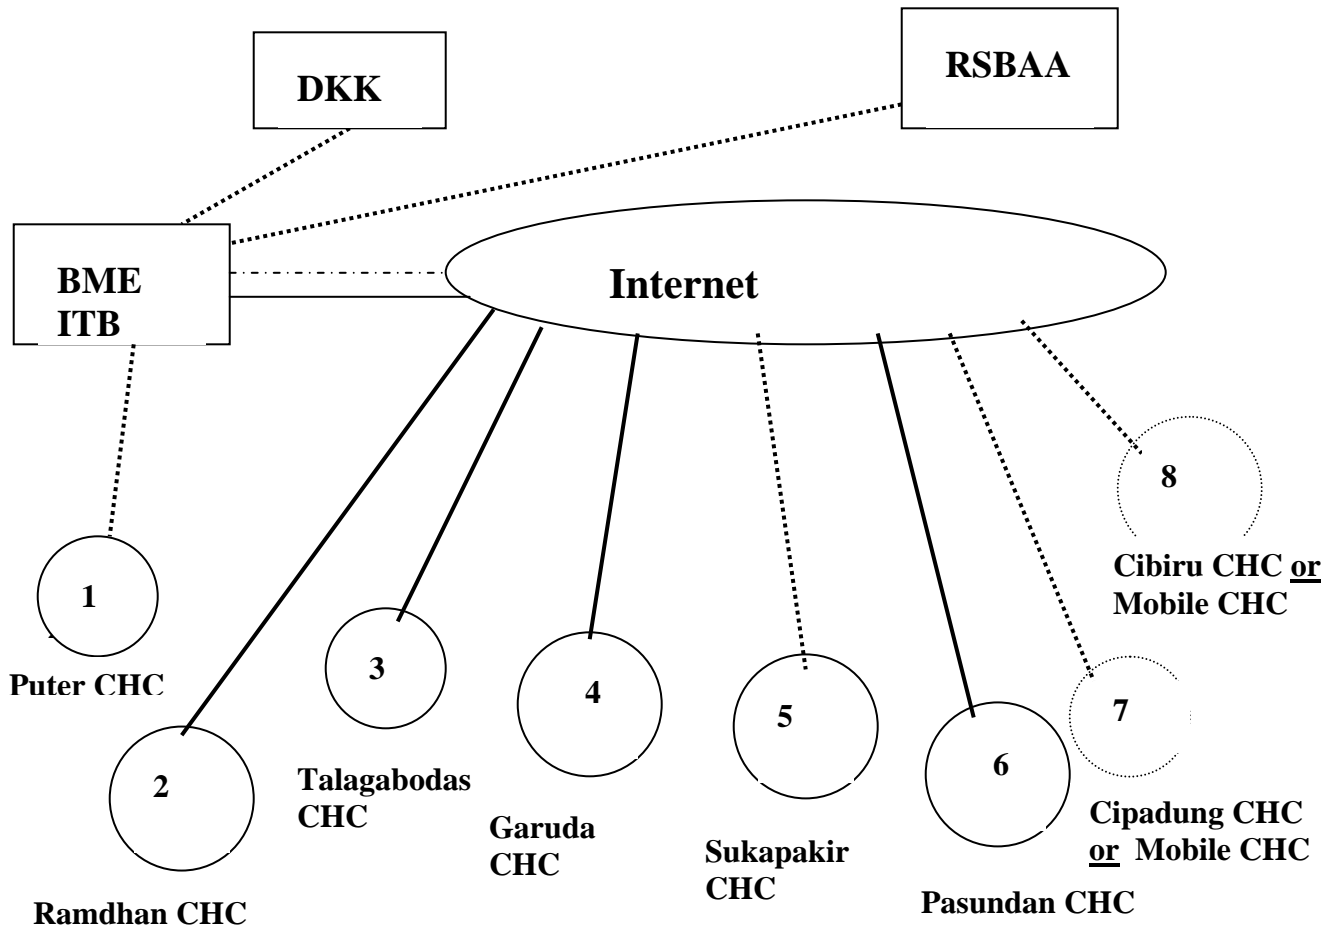 DKK
RSBAA
BME
ITB
Internet
1
Puter CHC
2
Ramdhan CHC
3
Talagabodas
CHC
4
Garuda
CHC
5
Sukapakir
CHC
6
Pasundan CHC
7
Cipadung CHC
or Mobile CHC
8
Cibiru CHC or
Mobile CHC